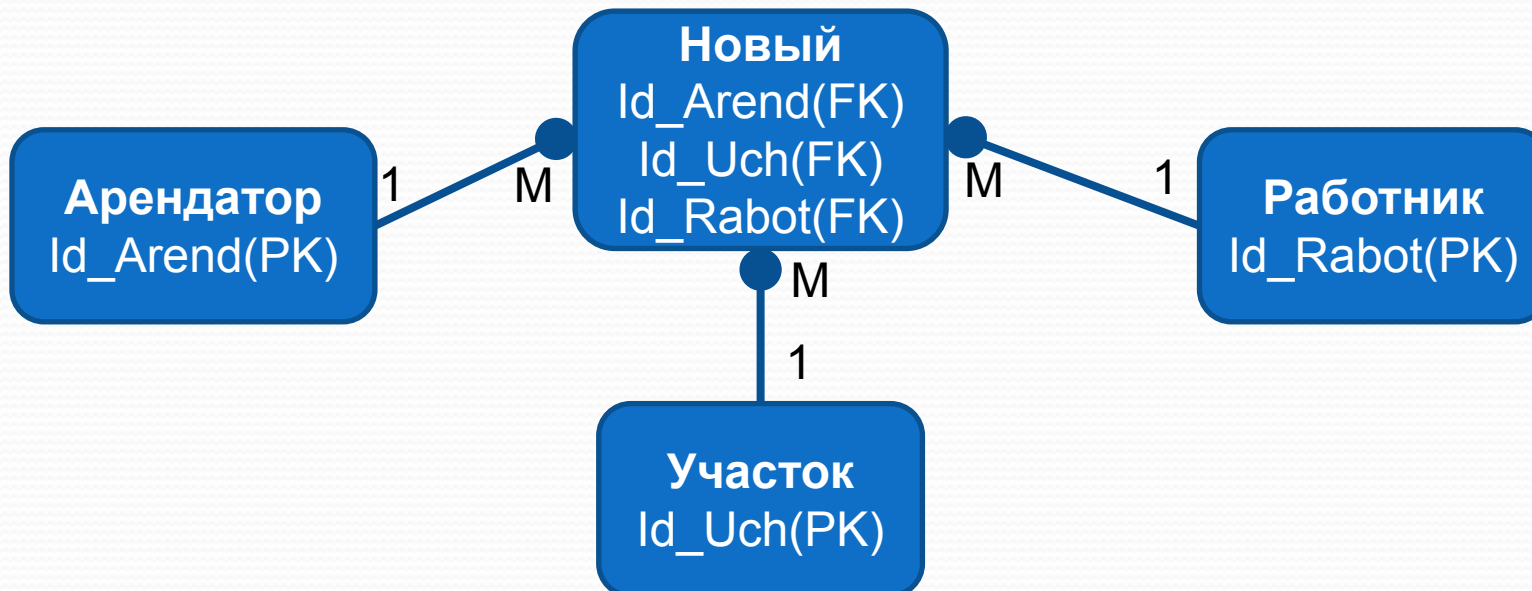 Новый
Id_Arend(FK)
Id_Uch(FK)
Id_Rabot(FK)
Арендатор
Id_Arend(PK)
1
M
M
1
Работник
Id_Rabot(PK)
M
1
Участок
Id_Uch(PK)